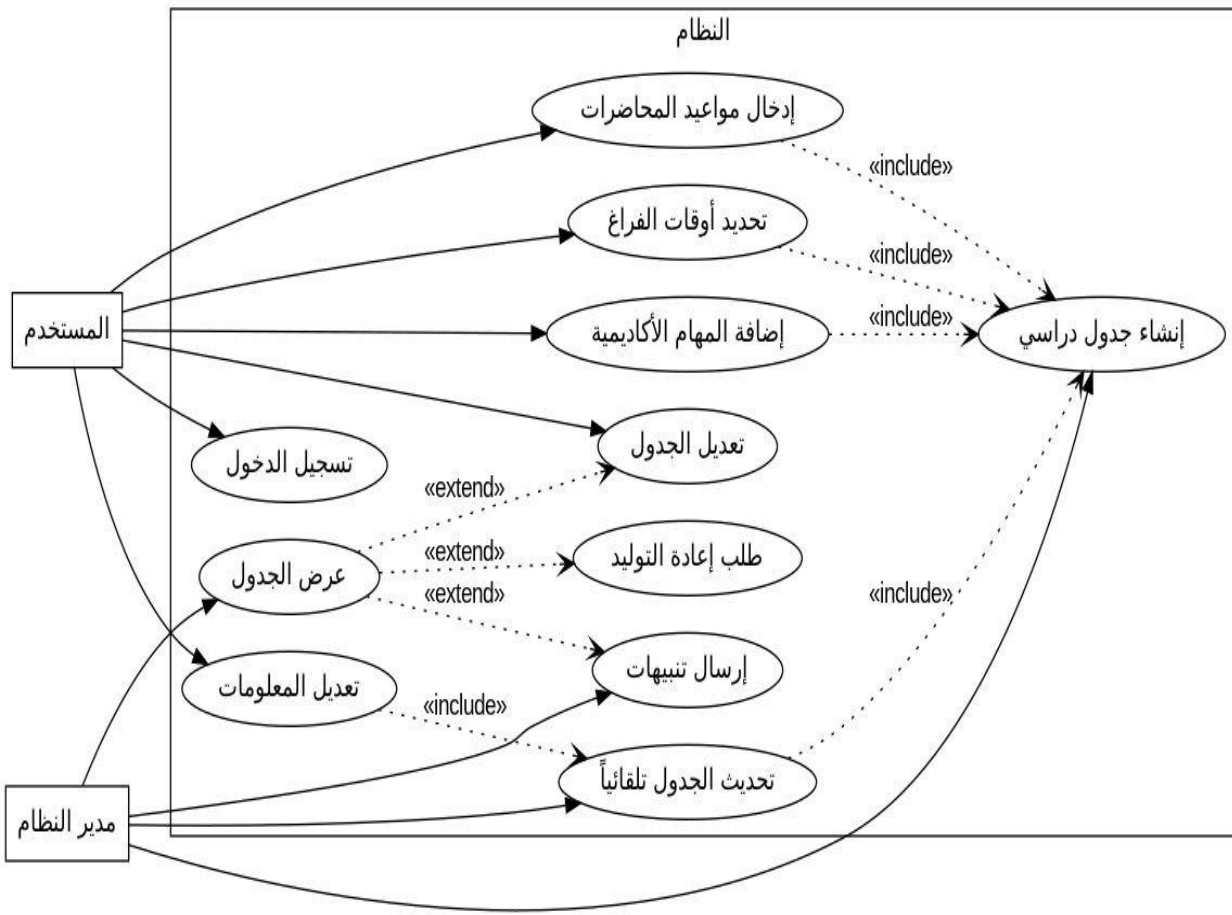 النظام
إدخال مواعيد المحاضرات
«include»
تحديد أوقات الفراغ
«include»
المستخدم
إضافة المهام الأكاديمية
«include»
إنشاء جدول دراسي
تعديل الجدول
تسجيل الدخول
«extend»
عرض الجدول
«extend»
طلب إعادة التوليد
«extend»
«include»
إرسال تنبيهات
تعديل المعلومات
«include»
تحديث الجدول تلقائياً
مدير النظام